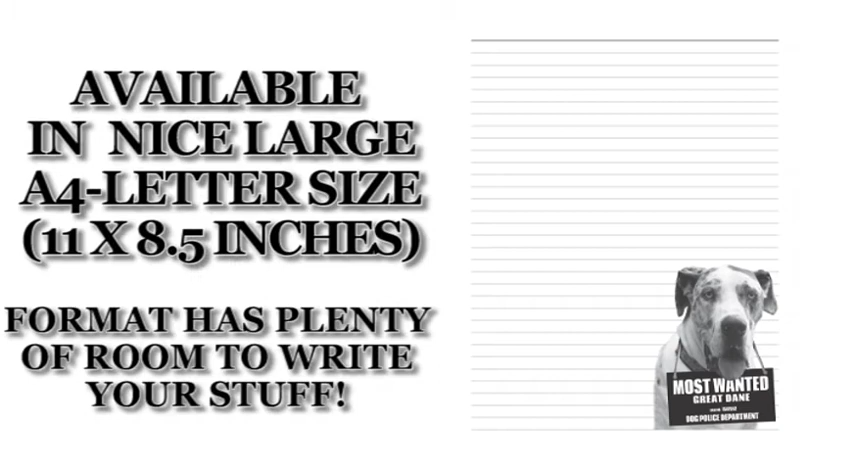 AVAILABLE
IN NICE LARGE
A4-LETTER SIZE
(11 X 8.5 INCHES)
FORMAT HAS PLENTY
OF ROOM TO WRITE
YOUR STUFF!
MOST WANTED
GREAT DANE
DOG POLICE DEPARTMENT